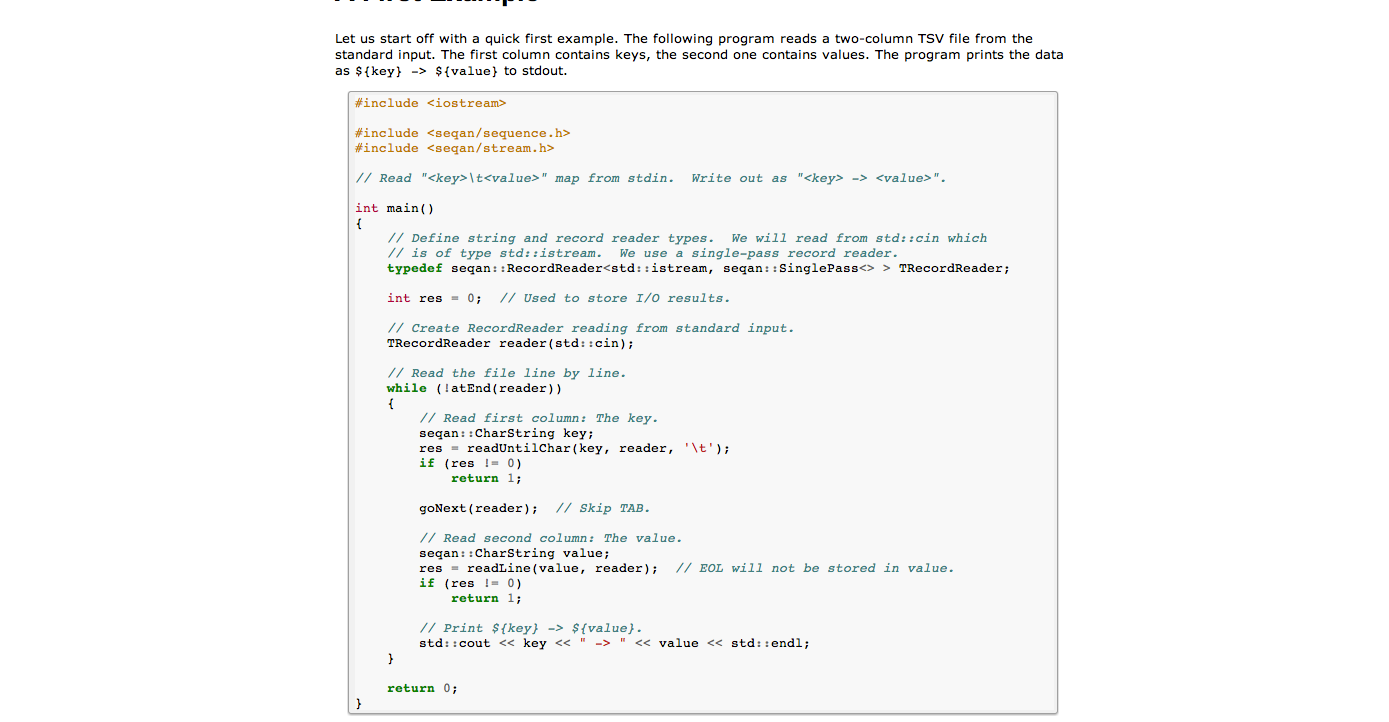 Let us start off with a quick first example. The following program reads a two-column TSV file from the
standard input. The first column contains keys, the second one contains values. The program prints the data
as ${key} -> ${value} to stdout.
#include <iostream>
#include <seqan/sequence.h>
#include <seqan/stream.h>
// Read "<key>\t<value>" map from stdin.  Write out as "<key> -> <value>".
int main()
{
    // Define string and record reader types.  We will read from std::cin which
    // is of type std::istream.  We use a single-pass record reader.
    typedef seqan::RecordReader<std::istream, seqan::SinglePass<> > TRecordReader;
    int res = 0;  // Used to store I/O results.
    // Create RecordReader reading from standard input.
    TRecordReader reader(std::cin);
    // Read the file line by line.
    while (!atEnd(reader))
    {
        // Read first column: The key.
        seqan::CharString key;
        res = readUntilChar(key, reader, '\t');
        if (res != 0)
            return 1;
        goNext(reader);  // Skip TAB.
        // Read second column: The value.
        seqan::CharString value;
        res = readLine(value, reader);  // EOL will not be stored in value.
        if (res != 0)
            return 1;
        // Print ${key} -> ${value}.
        std::cout << key << " -> " << value << std::endl;
    }
    return 0;
}